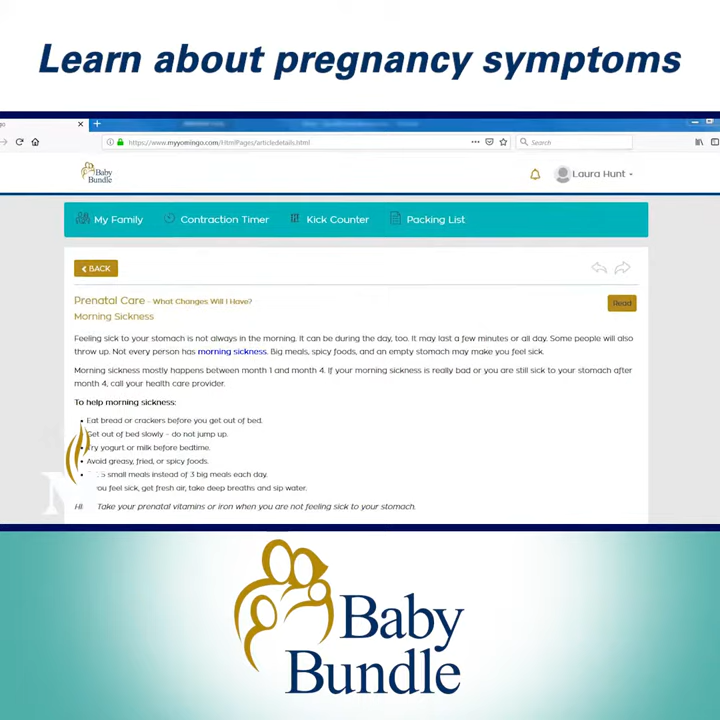 Learn about pregnancy symptoms
https://www.myyomingo.com/HtmlPages/articledetails.html
Search
Baby
Bundle
Laura Hunt
My Family
Contraction Timer
Kick Counter
Packing List
BACK
Prenatal Care - What Changes Will I Have?
Read
Morning Sickness
Feeling sick to your stomach is not always in the morning. It can be during the day, too. It may last a few minutes or all day. Some people will also
throw up. Not every person has morning sickness. Big meals, spicy foods, and an empty stomach may make you feel sick.
Morning sickness mostly happens between month 1 and month 4. If your morning sickness is really bad or you are still sick to your stomach after
month 4, call your health care provider.
To help morning sickness:
Eat bread or crackers before you get out of bed.
Get out of bed slowly – do not jump up.
Try yogurt or milk before bedtime.
Avoid greasy, fried, or spicy foods.
5 small meals instead of 3 big meals each day.
you feel sick, get fresh air, take deep breaths and sip water.
Take your prenatal vitamins or iron when you are not feeling sick to your stomach.
Baby
Bundle